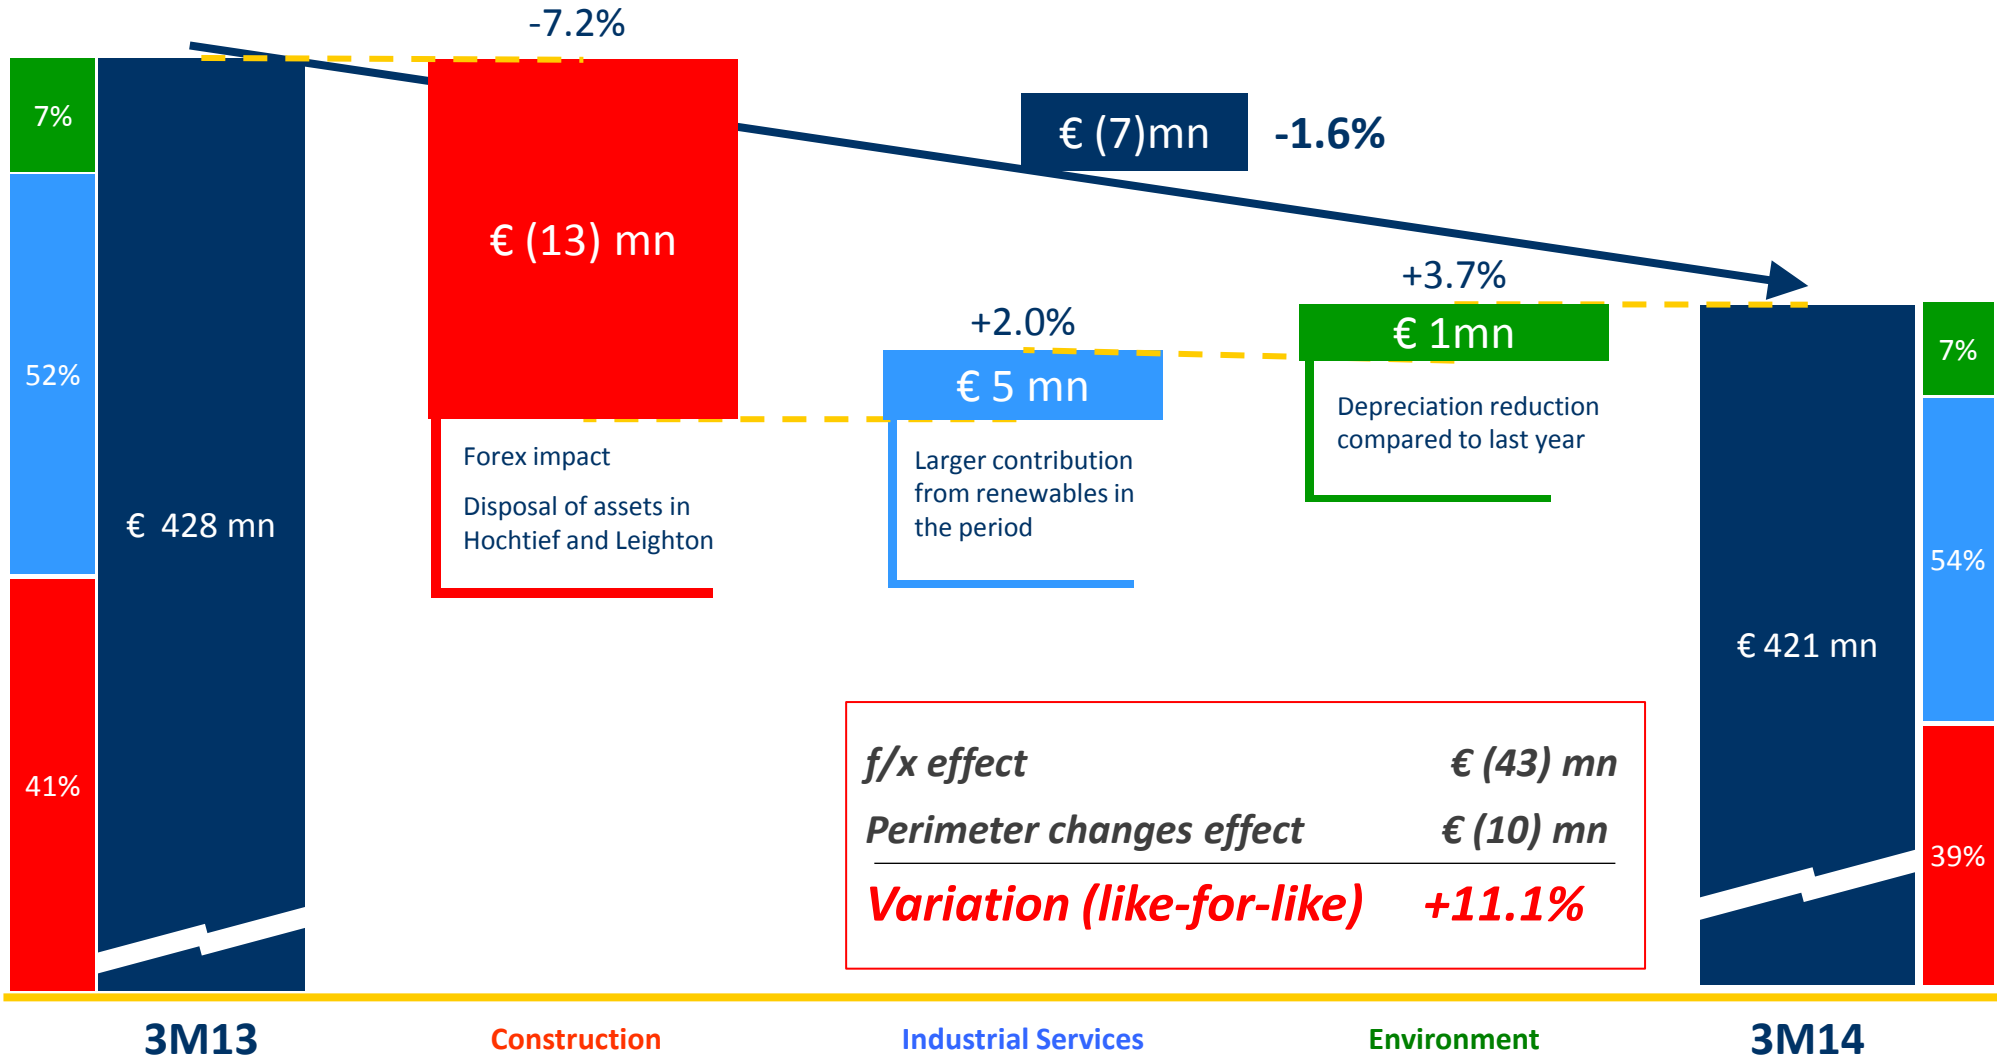 -7.2%
7%
52%
41%
€ 428 mn
€ (13) mn
Forex impact
Disposal of assets in
Hochtief and Leighton
€ (7)mn
-1.6%
+2.0%
€ 5 mn
Larger contribution
from renewables in
the period
+3.7%
€ 1mn
Depreciation reduction
compared to last year
€ 421 mn
7%
54%
39%
f/x effect € (43) mn
Perimeter changes effect € (10) mn
Variation (like-for-like) +11.1%
3M13 Construction Industrial Services Environment 3M14